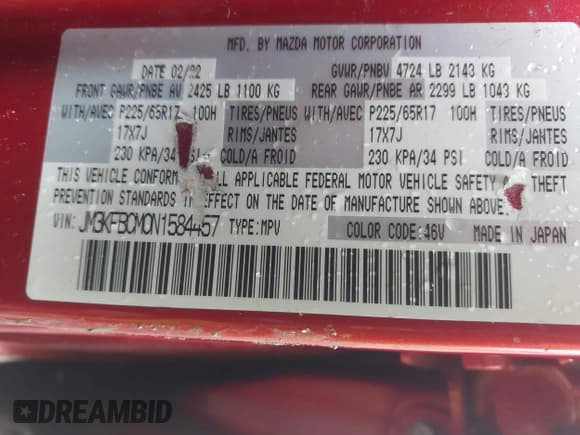 MFD. BY MAZDA MOTOR CORPORATION
DATE 02/22 GVWR/PNBV 4724 LB 2143 KG
FRONT GAWR/PNBE AV 2425 LB 1100 KG REAR GAWR/PNBE AR 2299 LB 1043 KG
WITH/AVEC P225/65R17 100H TIRES/PNEUS WITH/AVEC P225/65R17 100H TIRES/PNEUS
17X7J RIMS/JANTES 17X7J RIMS/JANTES
230 KPA/34 PSI COLD/A FROID 230 KPA/34 PSI COLD/A FROID
THIS VEHICLE CONFORMS ALL APPLICABLE FEDERAL MOTOR VEHICLE SAFETY THEFT
PREVENTION STANDARDS IN EFFECT ON THE DATE OF MANUFACTURE SHOWN ABOVE.
VIN: JM3KFBCM0N1584457 TYPE: MPV COLOR CODE: 46V MADE IN JAPAN
DREAMBID